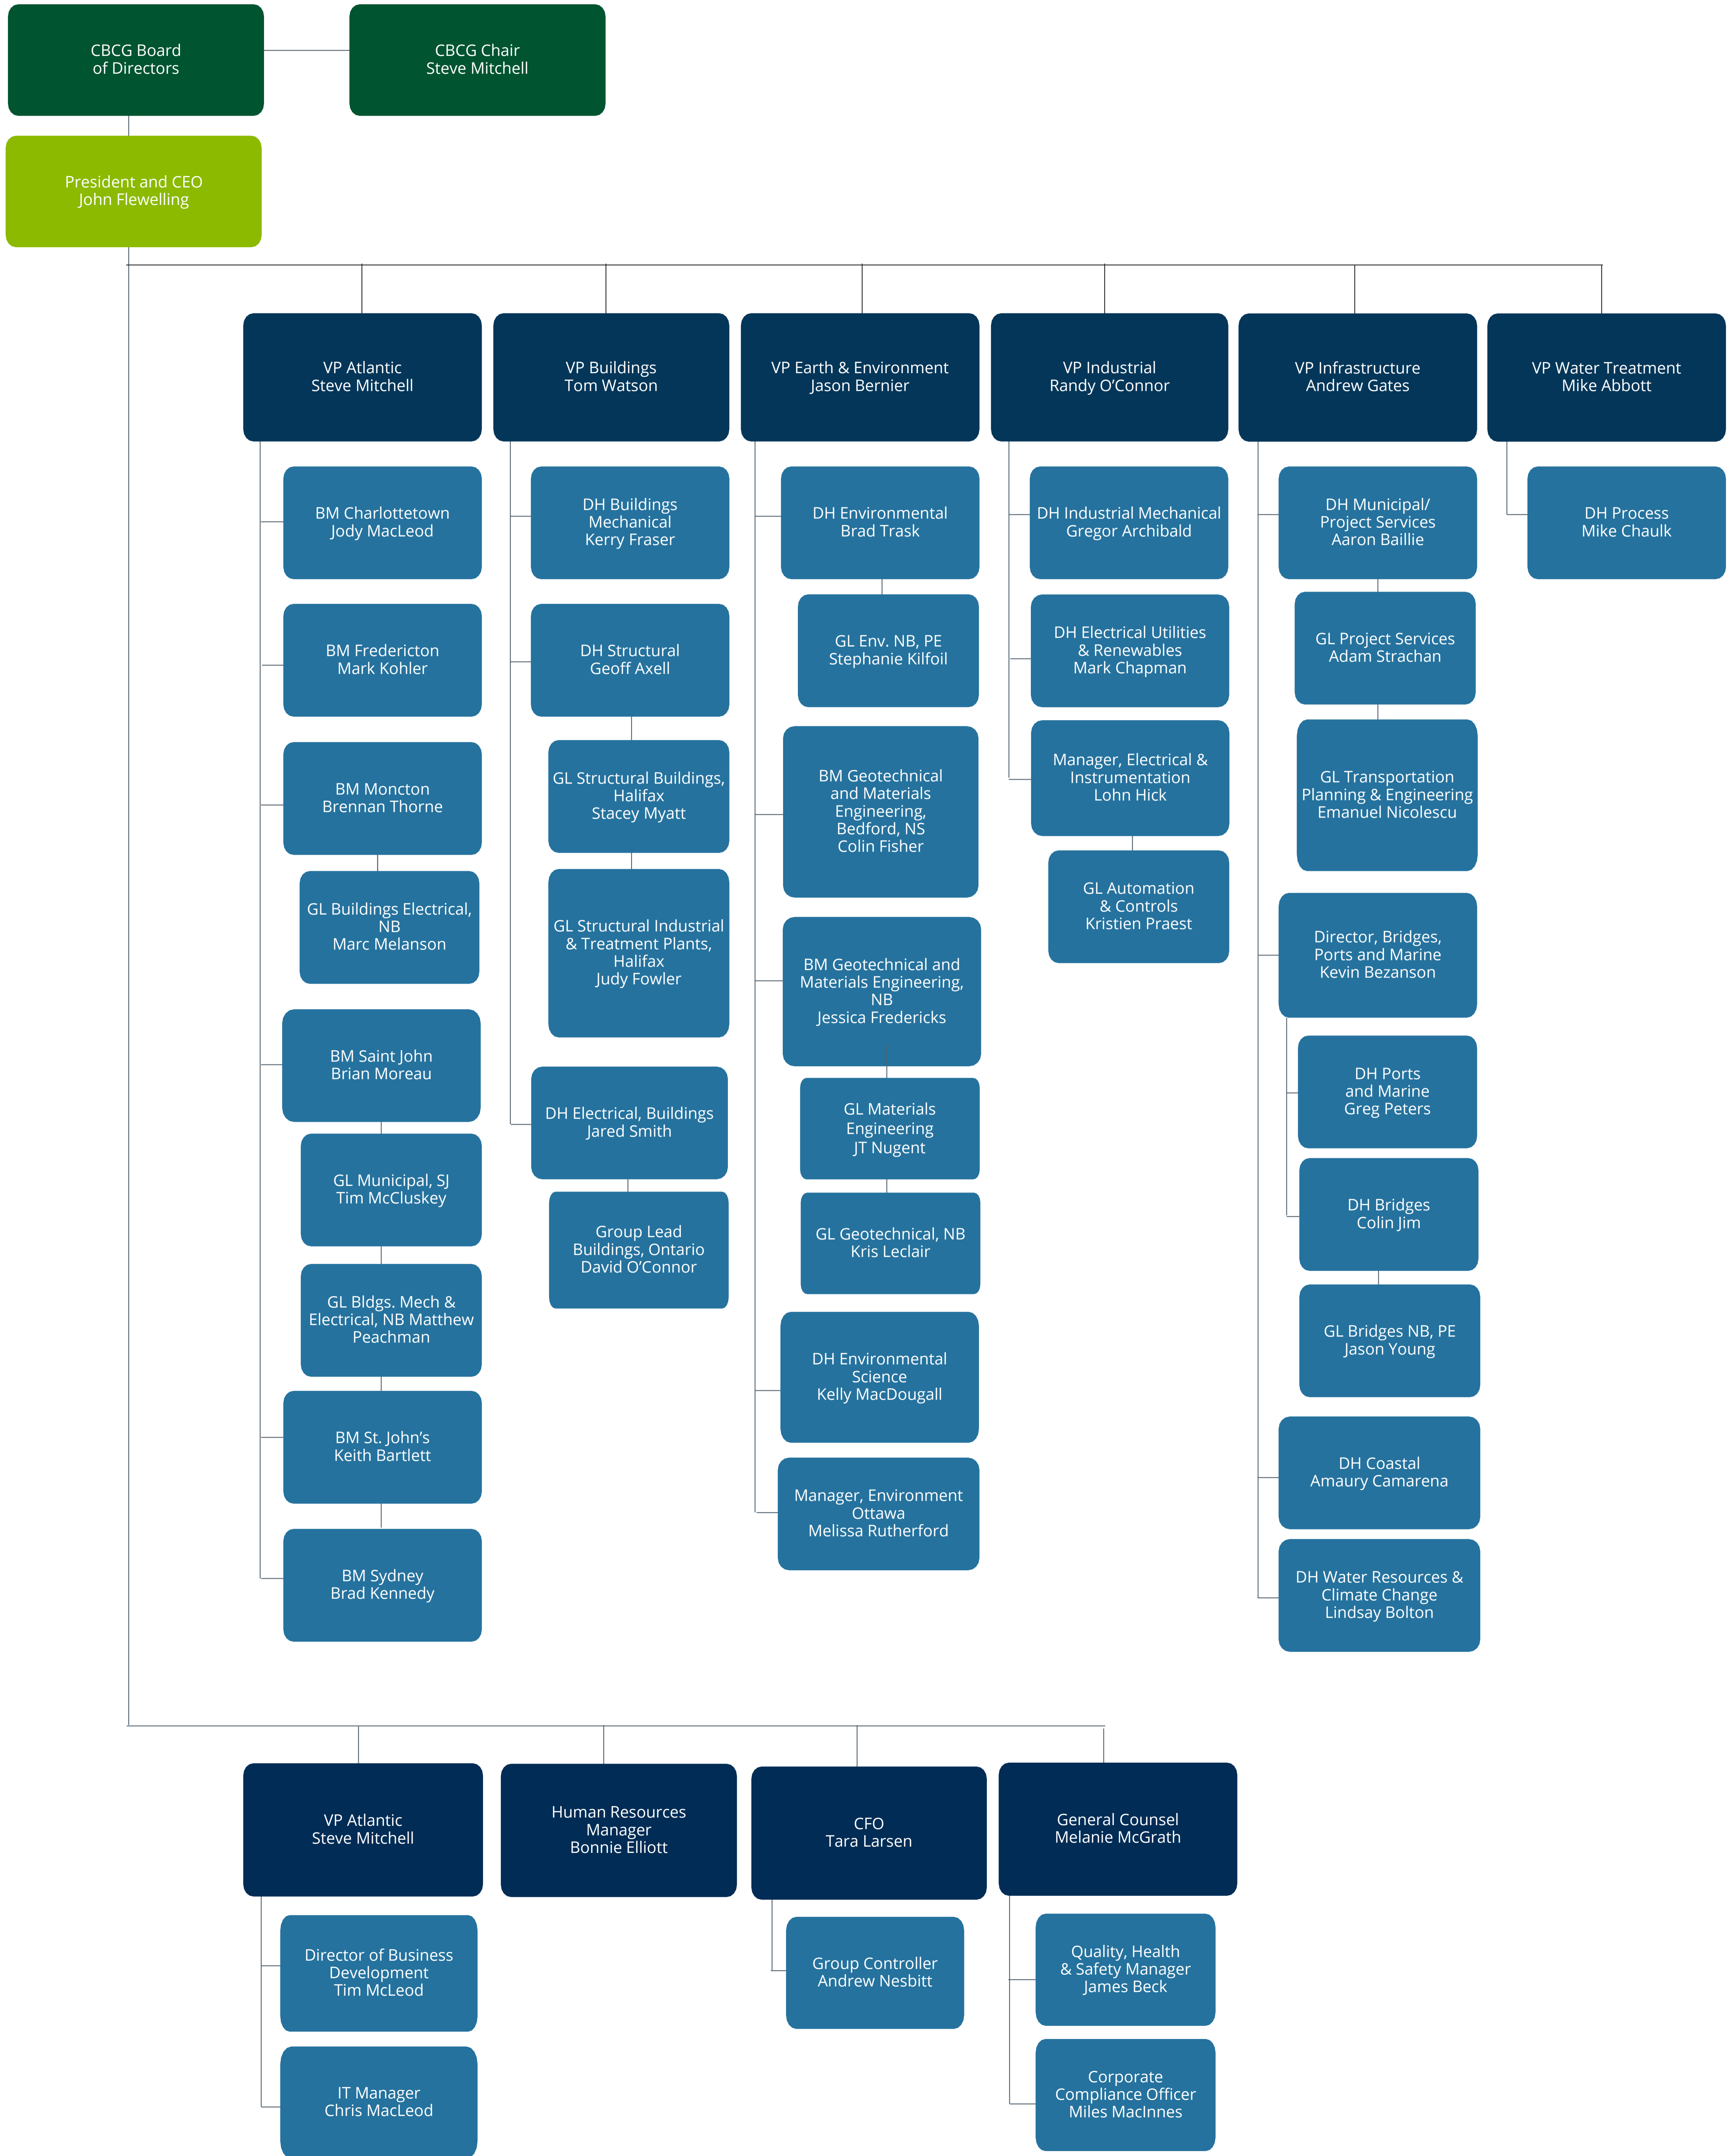 CBCG Board
of Directors
CBCG Chair
Steve Mitchell
President and CEO
John Flewelling
VP Atlantic
Steve Mitchell
BM Charlottetown
Jody MacLeod
BM Fredericton
Mark Kohler
BM Moncton
Brennan Thorne
GL Buildings Electrical,
NB
Marc Melanson
BM Saint John
Brian Moreau
GL Municipal, SJ
Tim McCluskey
GL Bldgs. Mech &
Electrical, NB Matthew
Peachman
BM St. John’s
Keith Bartlett
BM Sydney
Brad Kennedy
VP Buildings
Tom Watson
DH Buildings
Mechanical
Kerry Fraser
DH Structural
Geoff Axell
GL Structural Buildings,
Halifax
Stacey Myatt
GL Structural Industrial
& Treatment Plants,
Halifax
Judy Fowler
DH Electrical, Buildings
Jared Smith
Group Lead
Buildings, Ontario
David O’Connor
VP Earth & Environment
Jason Bernier
DH Environmental
Brad Trask
GL Env. NB, PE
Stephanie Kilfoil
BM Geotechnical
and Materials
Engineering,
Bedford, NS
Colin Fisher
BM Geotechnical and
Materials Engineering,
NB
Jessica Fredericks
GL Materials
Engineering
JT Nugent
GL Geotechnical, NB
Kris Leclair
DH Environmental
Science
Kelly MacDougall
Manager, Environment
Ottawa
Melissa Rutherford
VP Industrial
Randy O’Connor
DH Industrial Mechanical
Gregor Archibald
DH Electrical Utilities
& Renewables
Mark Chapman
Manager, Electrical &
Instrumentation
Lohn Hick
GL Automation
& Controls
Kristien Praest
VP Infrastructure
Andrew Gates
DH Municipal/
Project Services
Aaron Baillie
GL Project Services
Adam Strachan
GL Transportation
Planning & Engineering
Emanuel Nicolescu
Director, Bridges,
Ports and Marine
Kevin Bezanson
DH Ports
and Marine
Greg Peters
DH Bridges
Colin Jim
GL Bridges NB, PE
Jason Young
DH Coastal
Amaury Camarena
DH Water Resources &
Climate Change
Lindsay Bolton
VP Water Treatment
Mike Abbott
DH Process
Mike Chaulk
VP Atlantic
Steve Mitchell
Director of Business
Development
Tim McLeod
IT Manager
Chris MacLeod
Human Resources
Manager
Bonnie Elliott
CFO
Tara Larsen
Group Controller
Andrew Nesbitt
General Counsel
Melanie McGrath
Quality, Health
& Safety Manager
James Beck
Corporate
Compliance Officer
Miles MacInnes